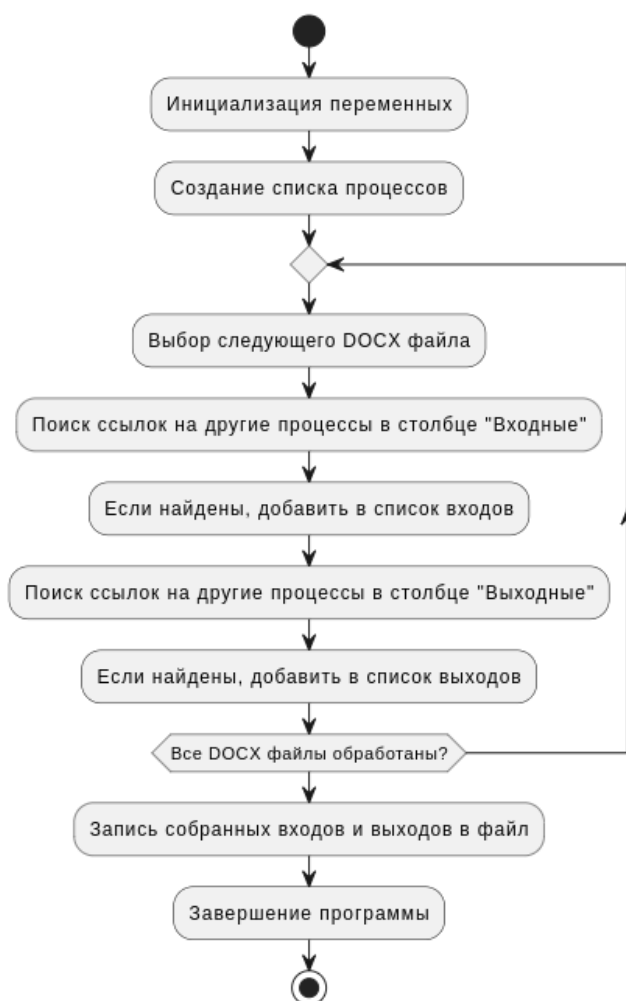 Инициализация переменных
Создание списка процессов
Выбор следующего DOCX файла
Поиск ссылок на другие процессы в столбце "Входные"
Если найдены, добавить в список входов
Поиск ссылок на другие процессы в столбце "Выходные"
Если найдены, добавить в список выходов
Все DOCX файлы обработаны?
Запись собранных входов и выходов в файл
Завершение программы